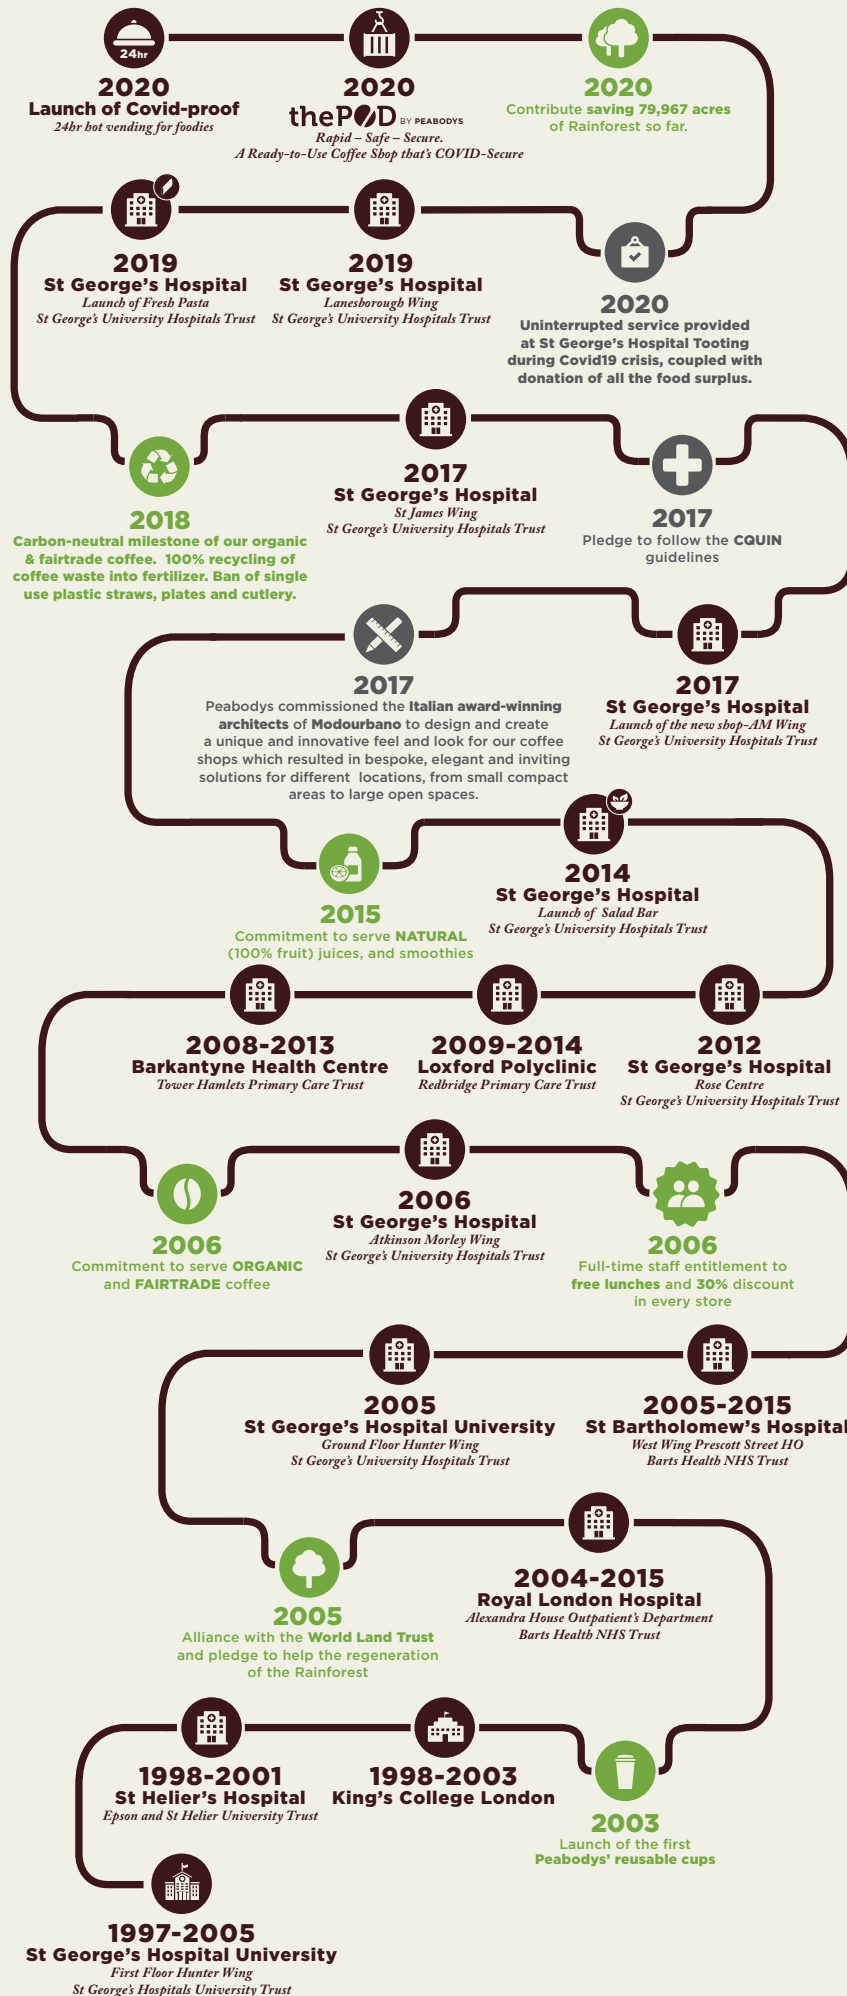 24hr
2020
Launch of Covid-proof
24hr hot vending for foodies
2020
thePOD BY PEABODYS
Rapid – Safe – Secure.
A Ready-to-Use Coffee Shop that's COVID-Secure
2020
Contribute saving 79,967 acres
of Rainforest so far.
2019
St George's Hospital
Launch of Fresh Pasta
St George's University Hospitals Trust
2019
St George's Hospital
Lanesborough Wing
St George's University Hospitals Trust
2020
Uninterrupted service provided
at St George's Hospital Tooting
during Covid19 crisis, coupled with
donation of all the food surplus.
2018
Carbon-neutral milestone of our organic
& fairtrade coffee. 100% recycling of
coffee waste into fertilizer. Ban of single
use plastic straws, plates and cutlery.
2017
St George's Hospital
St James Wing
St George's University Hospitals Trust
2017
Pledge to follow the CQUIN
guidelines
2017
Peabodys commissioned the Italian award-winning
architects of Modourbano to design and create
a unique and innovative feel and look for our coffee
shops which resulted in bespoke, elegant and inviting
solutions for different locations, from small compact
areas to large open spaces.
2017
St George's Hospital
Launch of the new shop-AM Wing
St George's University Hospitals Trust
2015
Commitment to serve NATURAL
(100% fruit) juices, and smoothies
2014
St George's Hospital
Launch of Salad Bar
St George's University Hospitals Trust
2008-2013
Barkantyne Health Centre
Tower Hamlets Primary Care Trust
2009-2014
Loxford Polyclinic
Redbridge Primary Care Trust
2012
St George's Hospital
Rose Centre
St George's University Hospitals Trust
2006
Commitment to serve ORGANIC
and FAIRTRADE coffee
2006
St George's Hospital
Atkinson Morley Wing
St George's University Hospitals Trust
2006
Full-time staff entitlement to
free lunches and 30% discount
in every store
2005
St George's Hospital University
Ground Floor Hunter Wing
St George's University Hospitals Trust
2005-2015
St Bartholomew's Hospital
West Wing Prescott Street HO
Barts Health NHS Trust
2005
Alliance with the World Land Trust
and pledge to help the regeneration
of the Rainforest
2004-2015
Royal London Hospital
Alexandra House Outpatient's Department
Barts Health NHS Trust
1998-2001
St Helier's Hospital
Epson and St Helier University Trust
1998-2003
King's College London
2003
Launch of the first
Peabodys' reusable cups
1997-2005
St George's Hospital University
First Floor Hunter Wing
St George's Hospitals University Trust